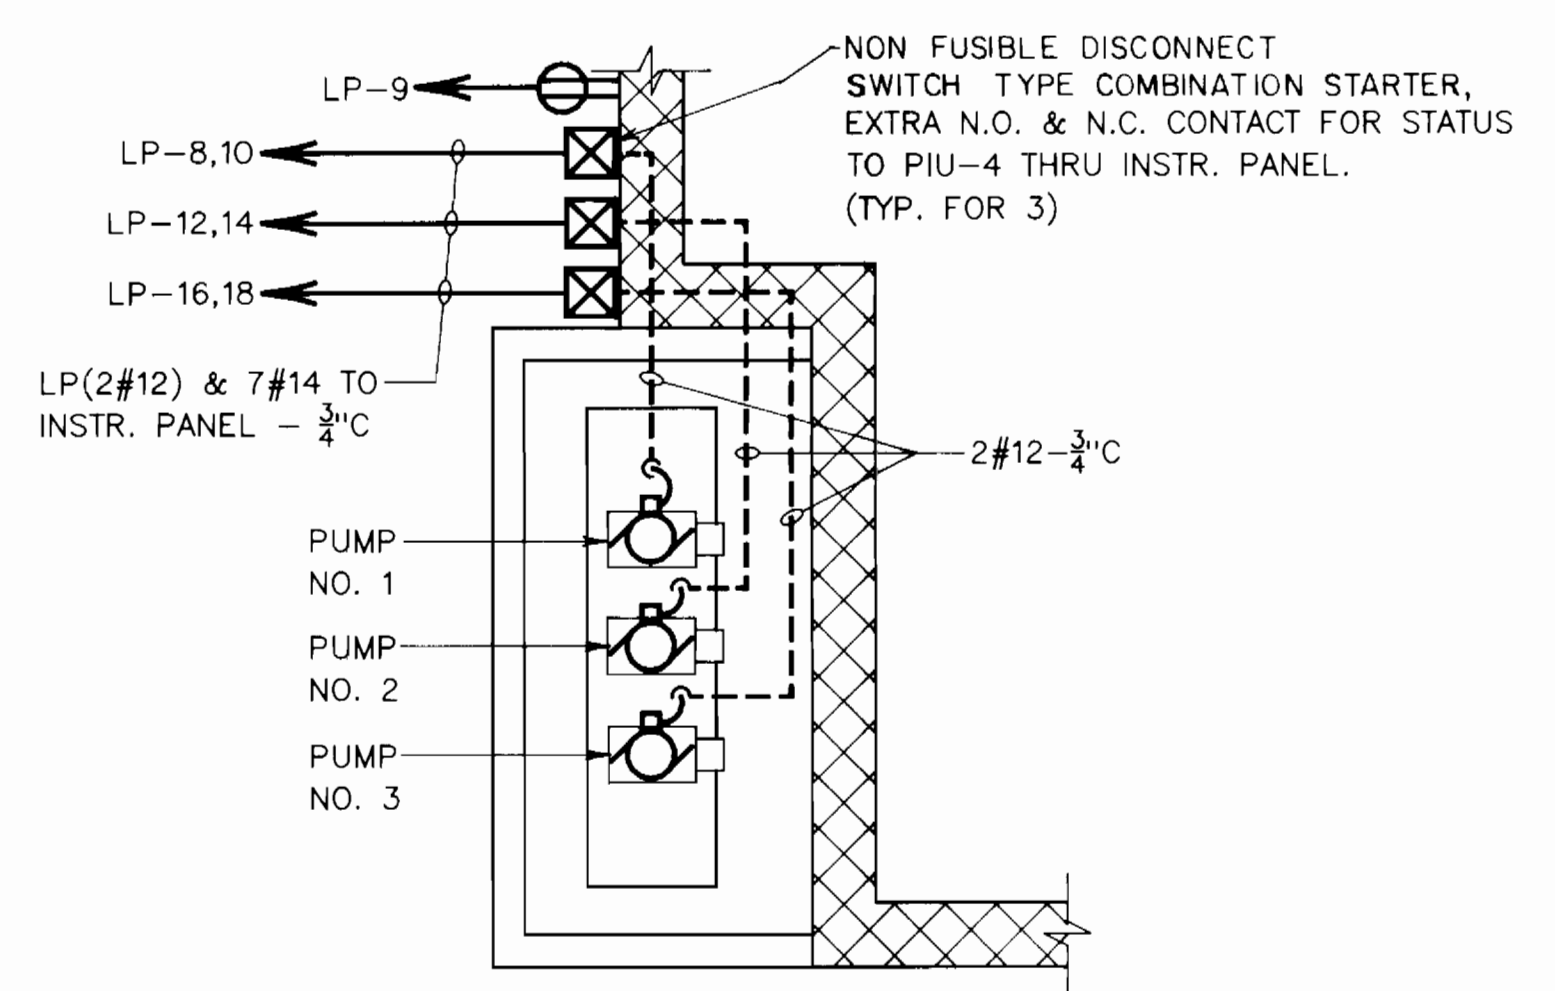 NON FUSIBLE DISCONNECT
SWITCH TYPE COMBINATION STARTER,
EXTRA N.O. & N.C. CONTACT FOR STATUS
TO PIU-4 THRU INSTR. PANEL.
(TYP. FOR 3)
LP-9
LP-8,10
LP-12,14
LP-16,18
LP(2#12) & 7#14 TO
INSTR. PANEL - 3/4"C
2#12-3/4"C
PUMP
NO. 1
PUMP
NO. 2
PUMP
NO. 3